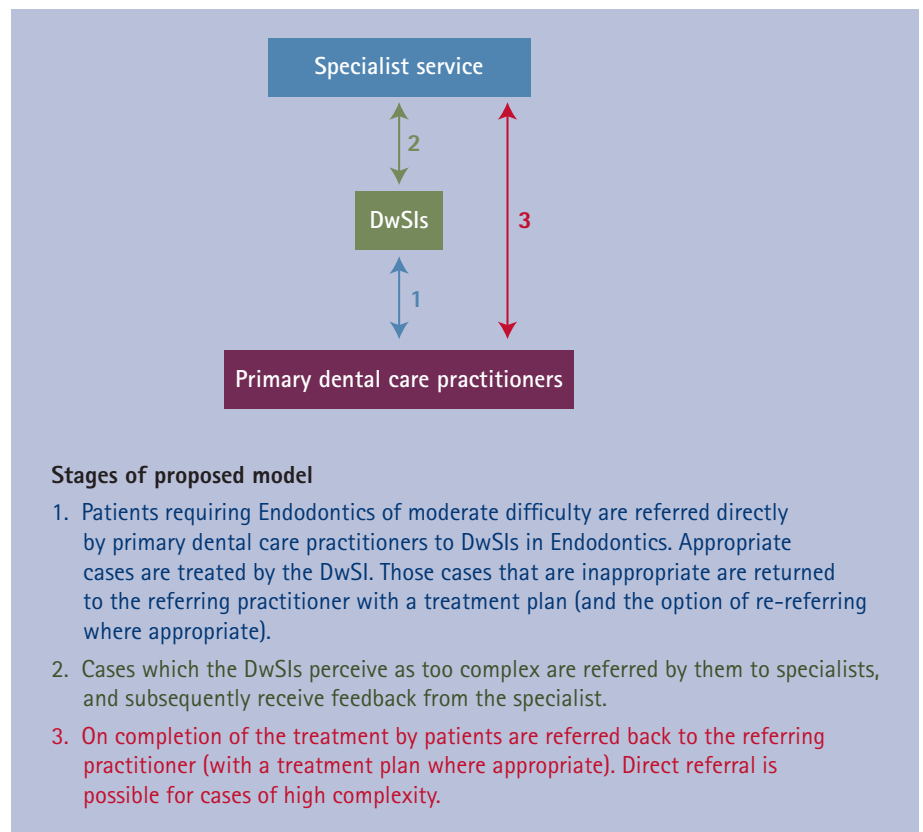 Specialist service
2
DwSIs
3
1
Primary dental care practitioners
Stages of proposed model
1. Patients requiring Endodontics of moderate difficulty are referred directly
by primary dental care practitioners to DwSIs in Endodontics. Appropriate
cases are treated by the DwSI. Those cases that are inappropriate are returned
to the referring practitioner with a treatment plan (and the option of re-referring
where appropriate).
2. Cases which the DwSIs perceive as too complex are referred by them to specialists,
and subsequently receive feedback from the specialist.
3. On completion of the treatment by patients are referred back to the referring
practitioner (with a treatment plan where appropriate). Direct referral is
possible for cases of high complexity.